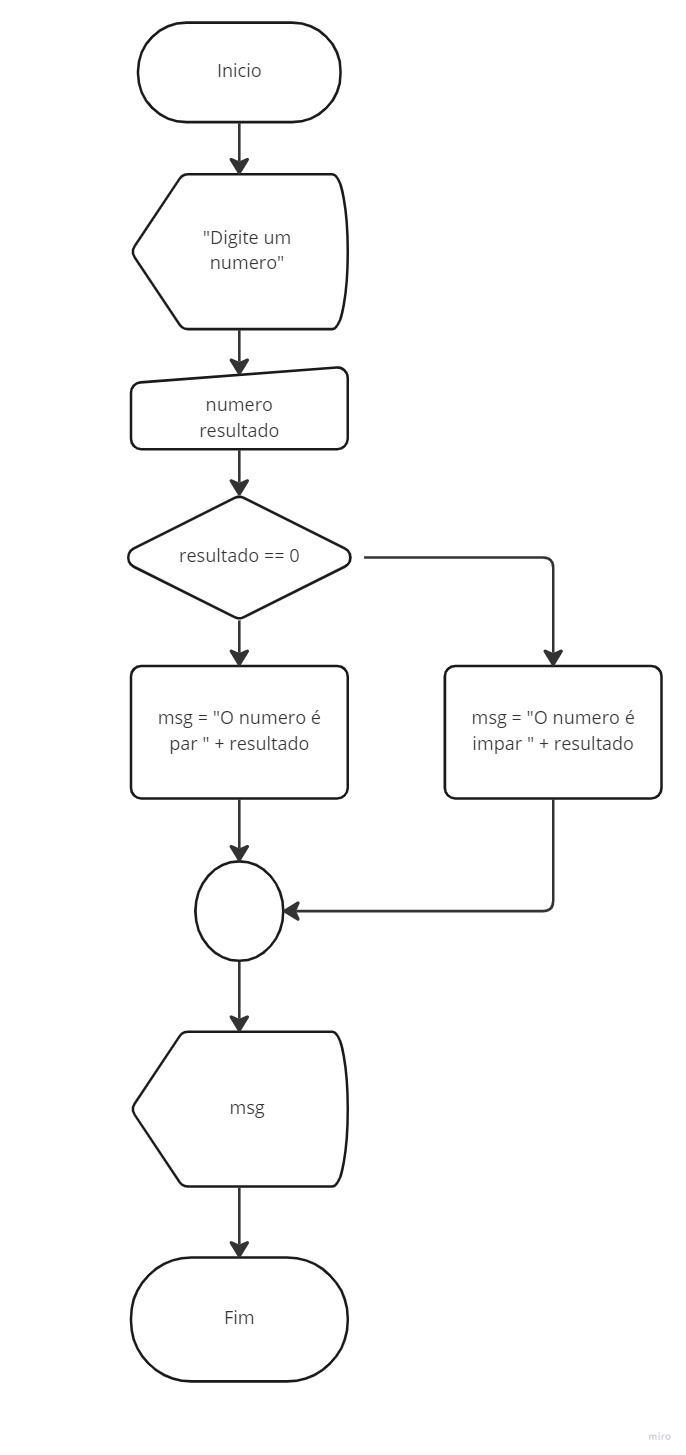 Inicio
"Digite um
numero"
numero
resultado
resultado == 0
msg = "O numero é
par " + resultado
msg = "O numero é
impar " + resultado
msg
Fim
miro